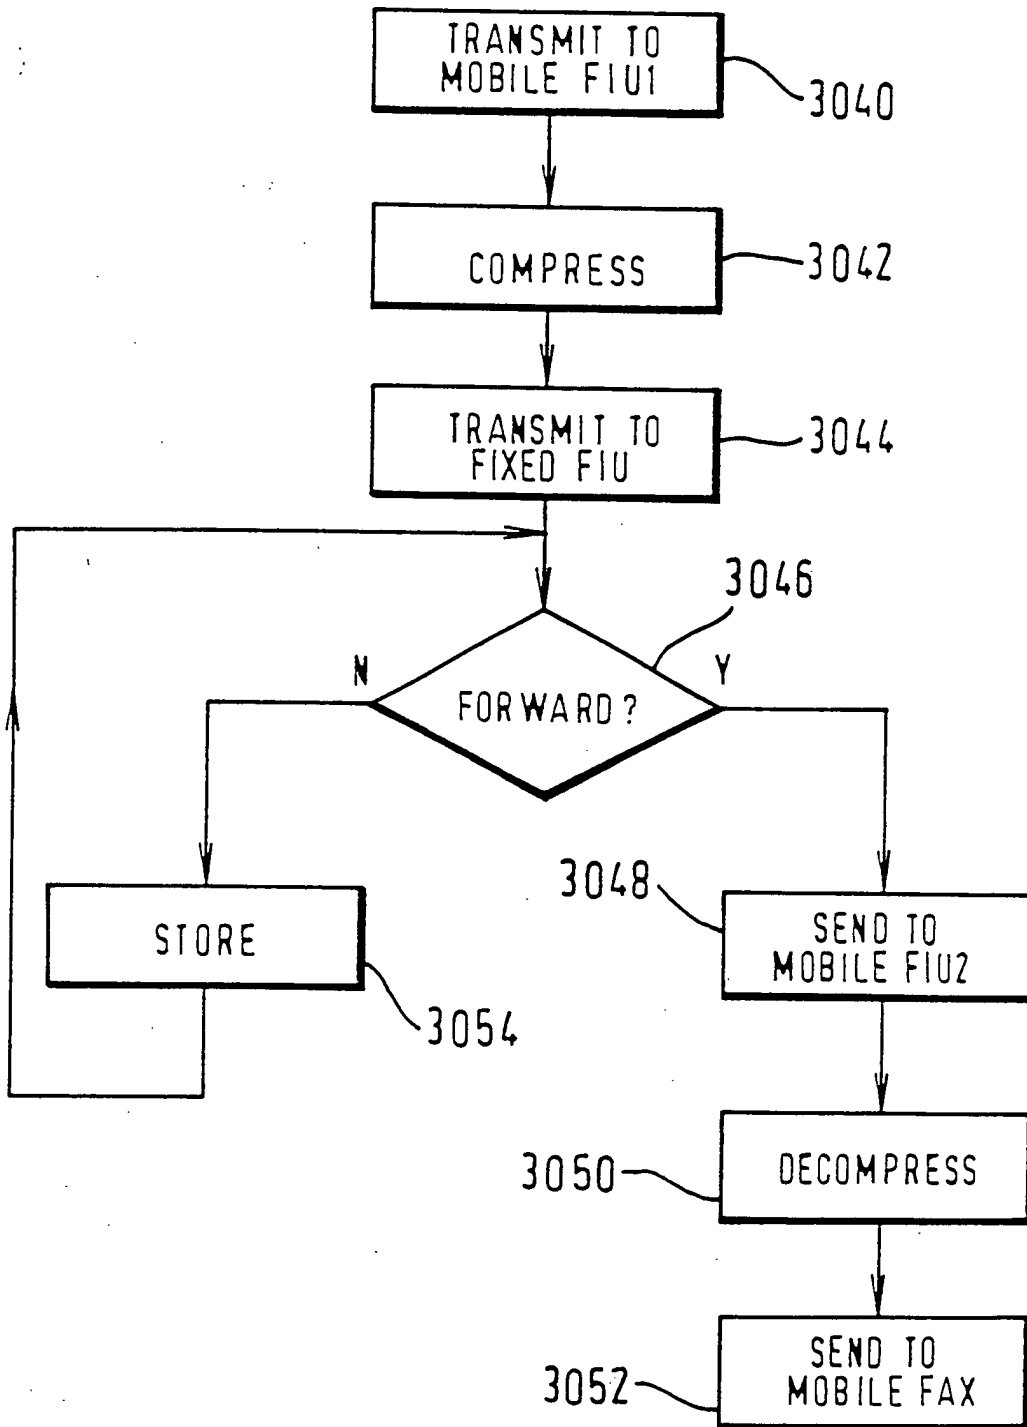 TRANSMIT TO
MOBILE FIU1
3040
COMPRESS
3042
TRANSMIT TO
FIXED FIU
3044
3046
N
Y
FORWARD?
3048
SEND TO
MOBILE FIU2
STORE
3054
DECOMPRESS
3050
SEND TO
MOBILE FAX
3052